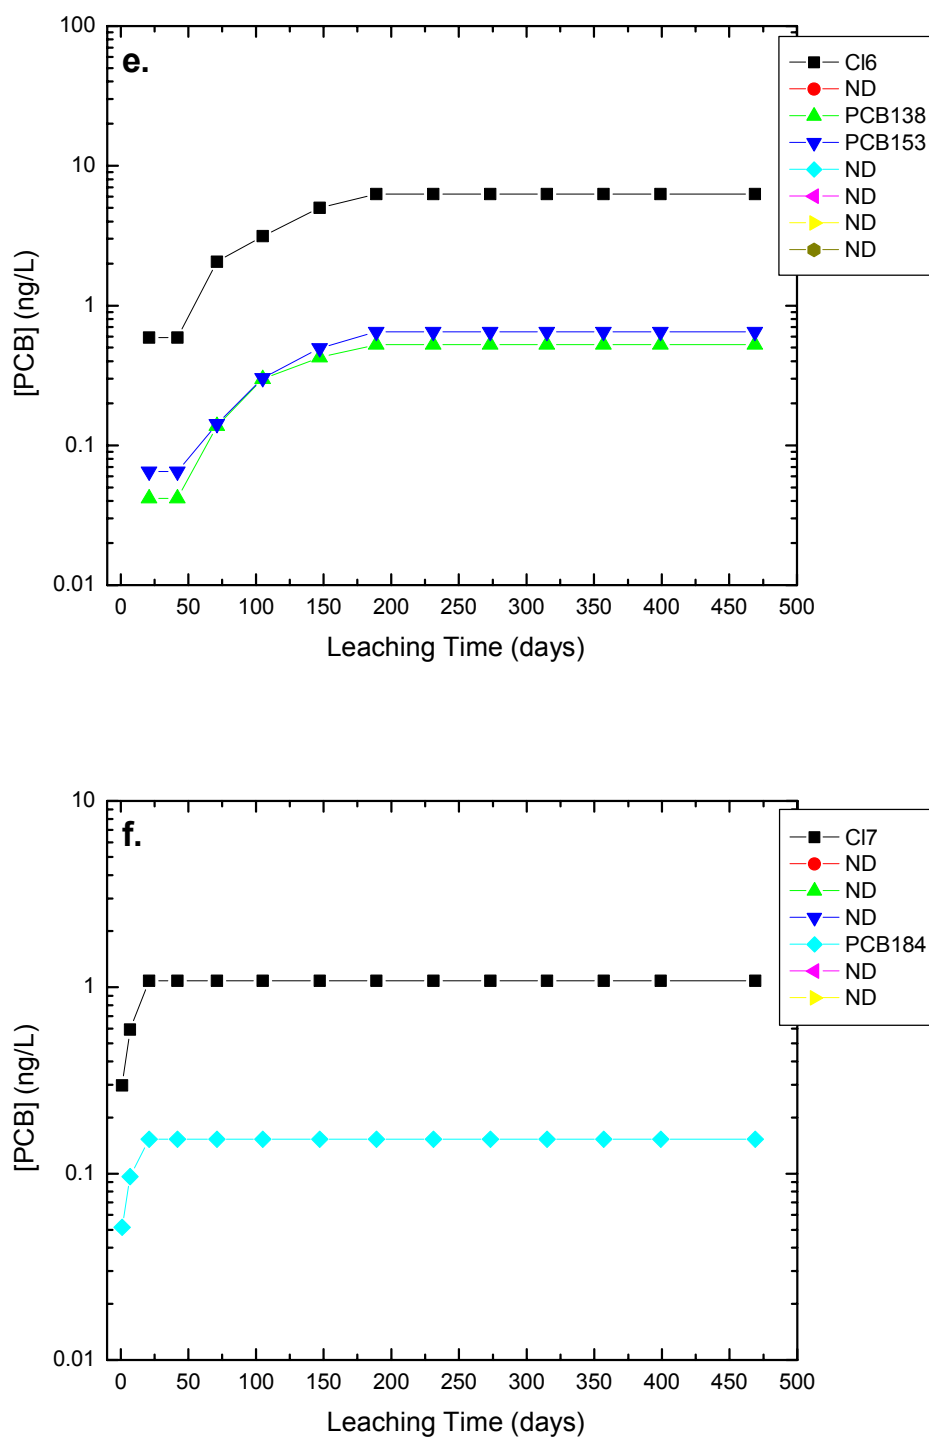 e.
100
10
1
0.1
0.01
[PCB] (ng/L)
0 50 100 150 200 250 300 350 400 450 500
Leaching Time (days)
Cl6
ND
PCB138
PCB153
ND
ND
ND
ND
f.
10
1
0.1
0.01
[PCB] (ng/L)
0 50 100 150 200 250 300 350 400 450 500
Leaching Time (days)
Cl7
ND
ND
ND
PCB184
ND
ND